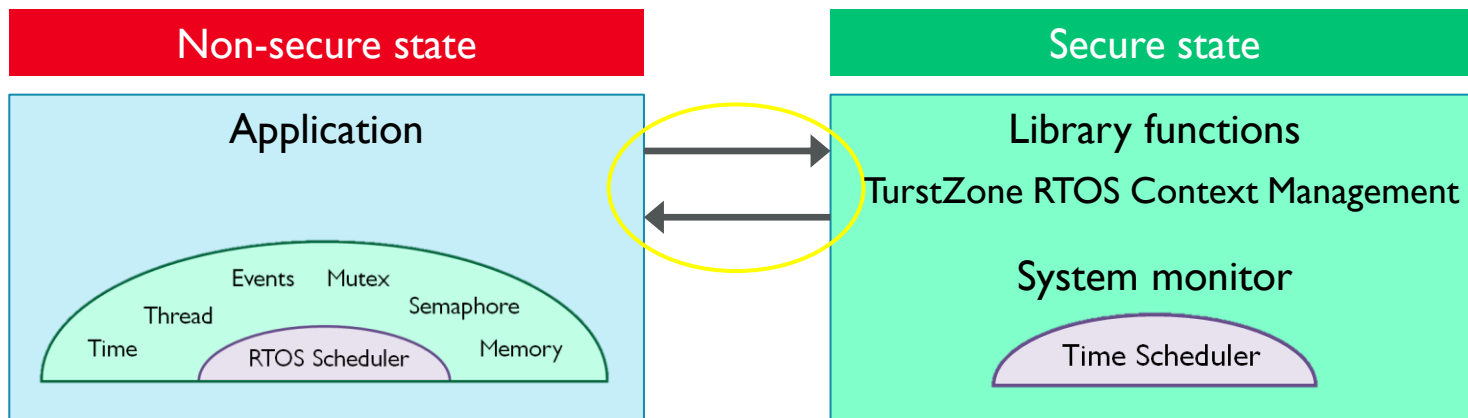 Non-secure state
Secure state
Application
Library functions
TurstZone RTOS Context Management
Events
Mutex
Thread
Semaphore
Time
RTOS Scheduler
Memory
System monitor
Time Scheduler